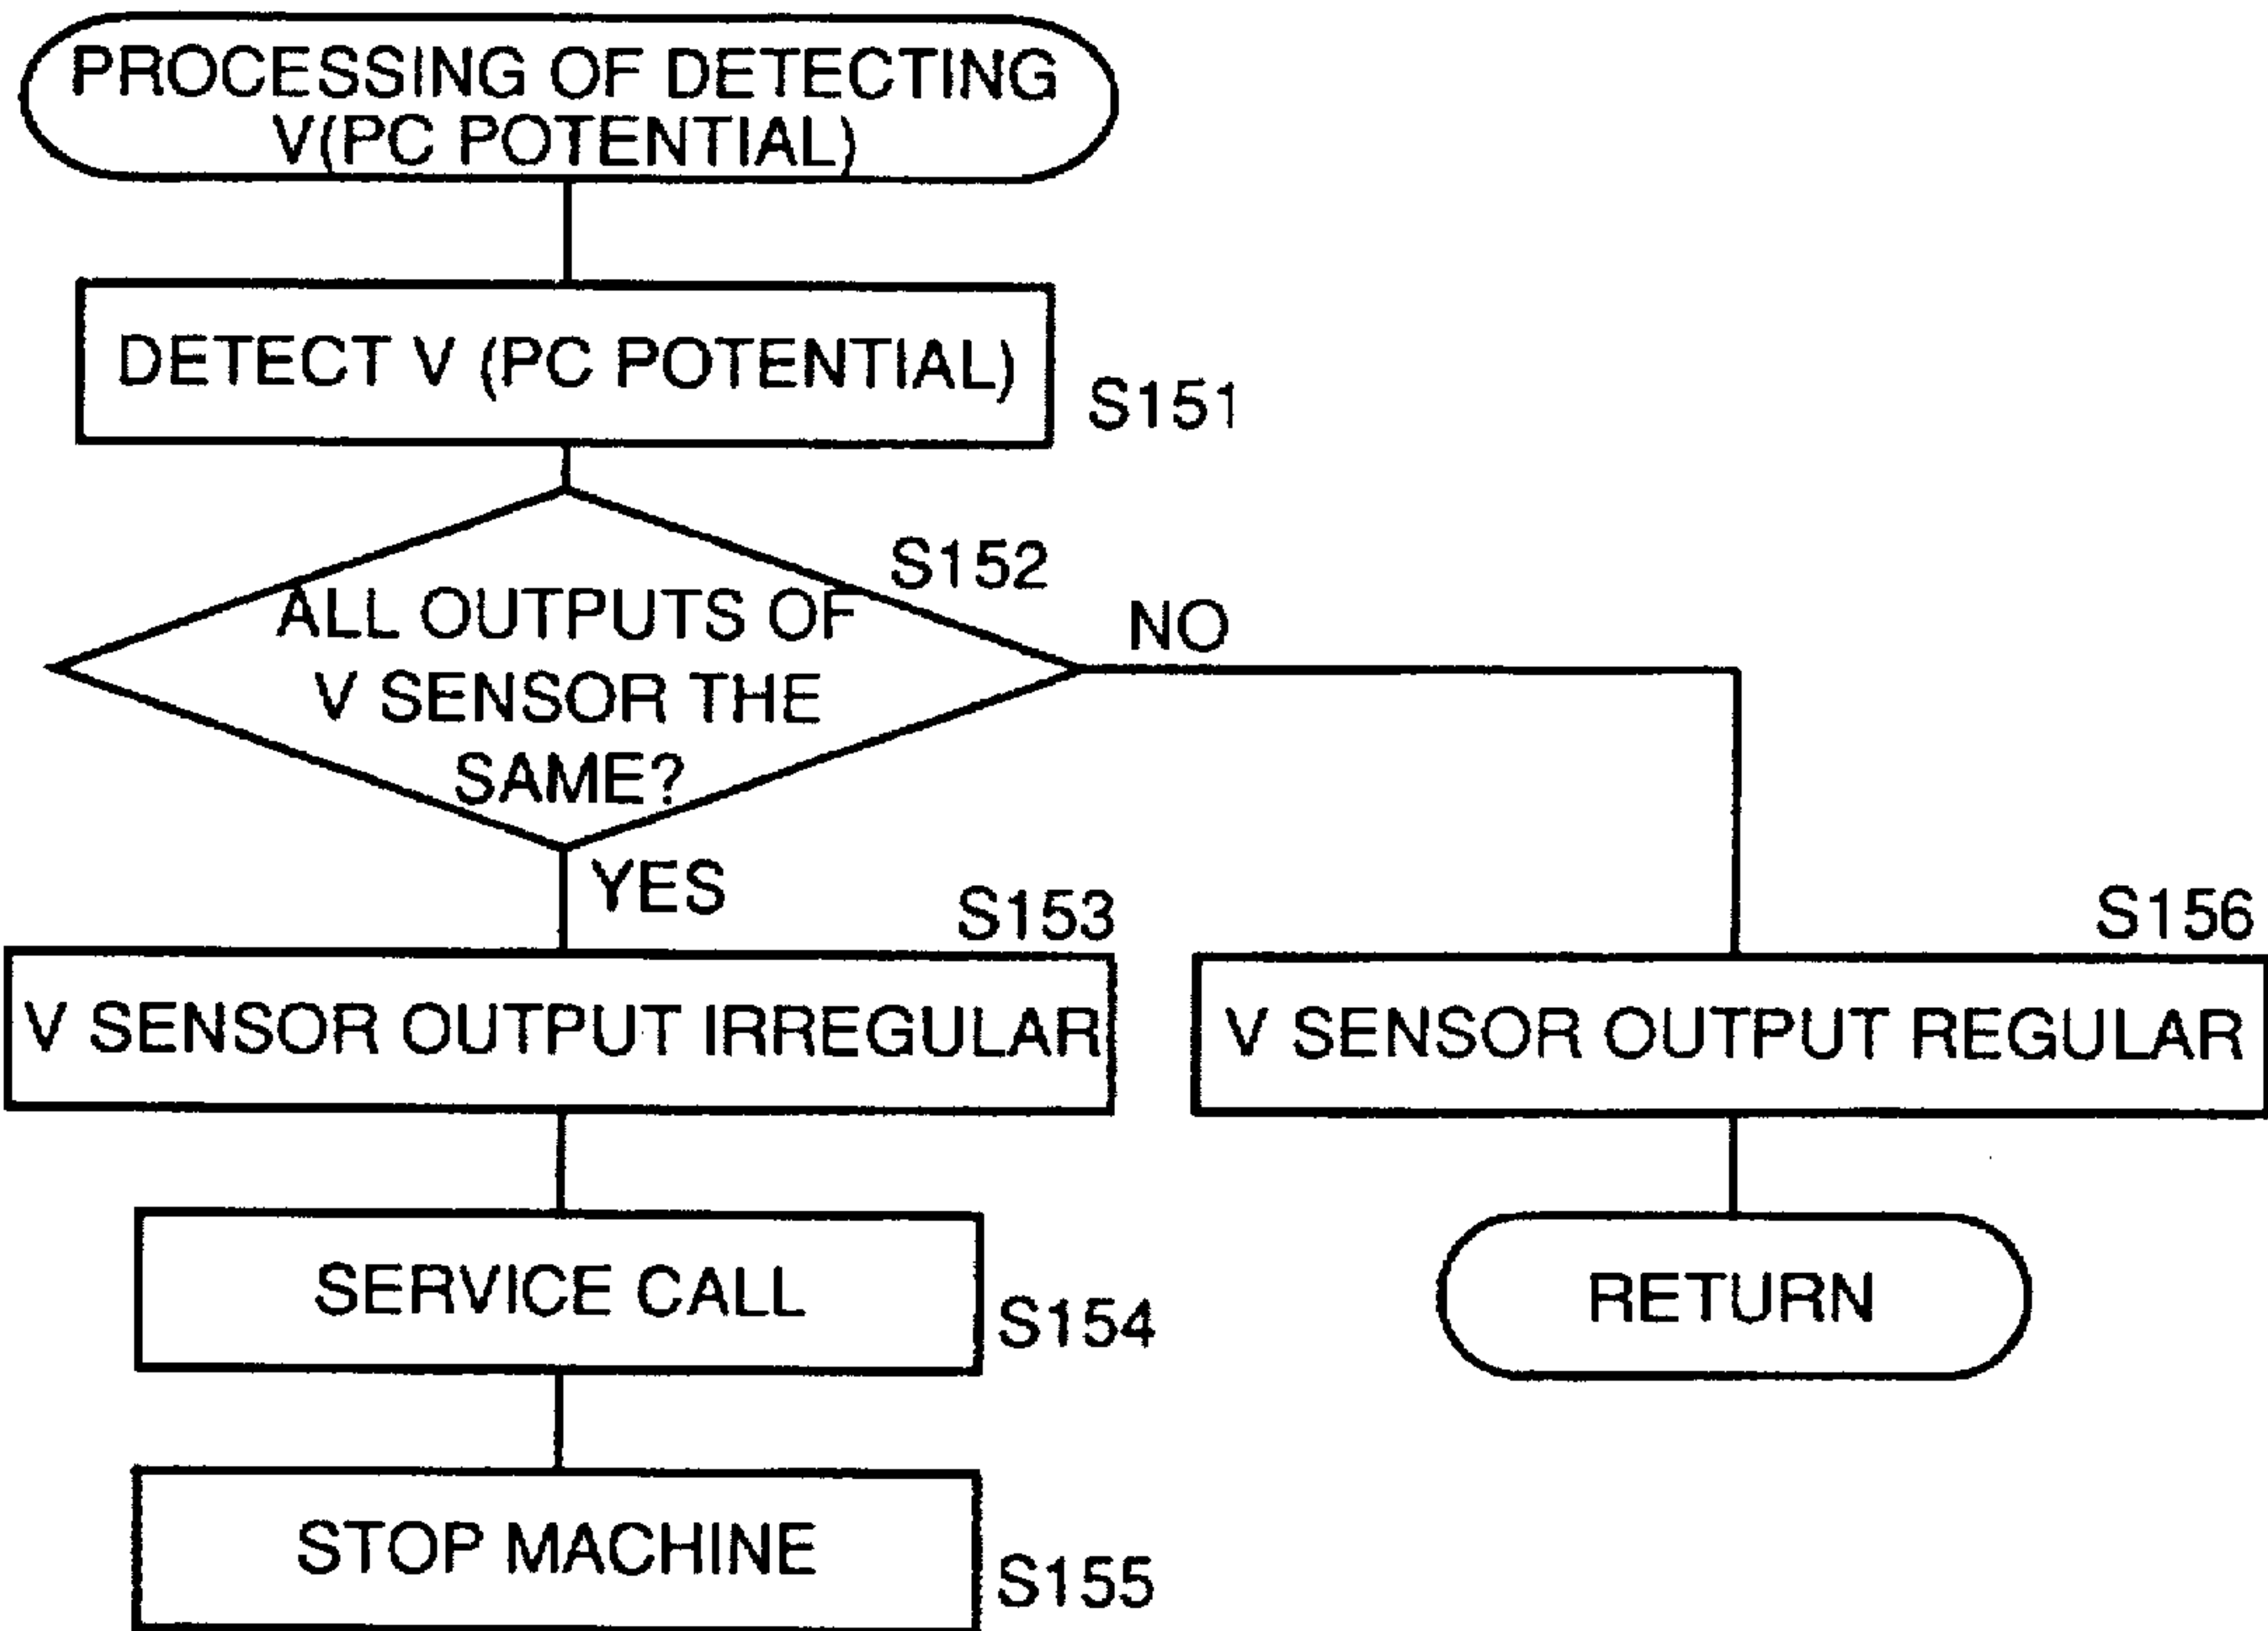 PROCESSING OF DETECTING
V(PC POTENTIAL)
DETECT V (PC POTENTIAL)
S151
S152
ALL OUTPUTS OF
V SENSOR THE
SAME?
NO
YES
S153
V SENSOR OUTPUT IRREGULAR
S156
V SENSOR OUTPUT REGULAR
SERVICE CALL
S154
RETURN
STOP MACHINE
S155